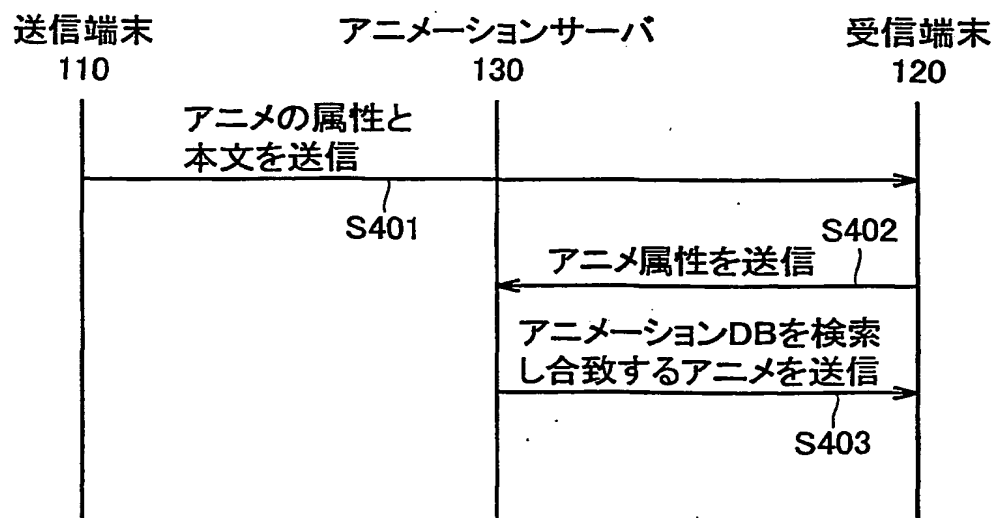 送信端末
110
アニメーションサーバ
130
受信端末
120
アニメの属性と
本文を送信
S401
S402
アニメ属性を送信
アニメーションDBを検索
し合致するアニメを送信
S403